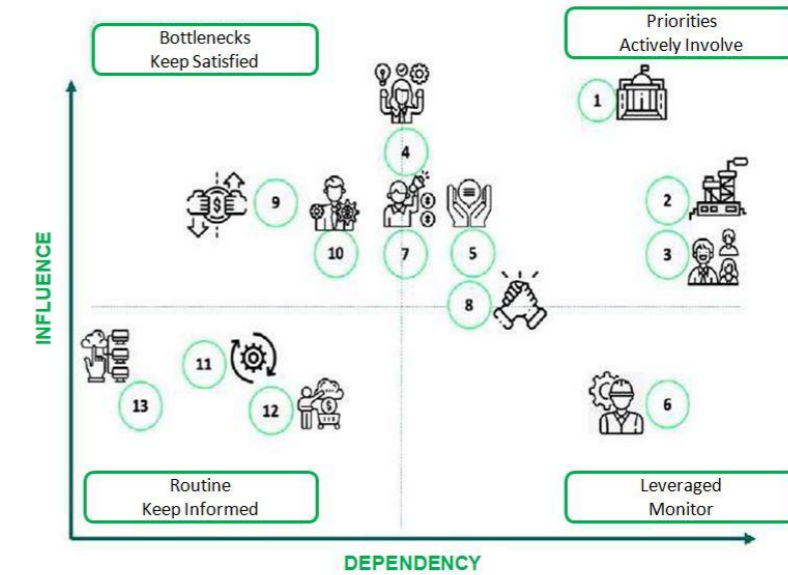 Bottlenecks
Keep Satisfied
Priorities
Actively Involve
1
4
2
9
10
7
5
3
8
11
13
12
6
Routine
Keep Informed
Leveraged
Monitor
INFLUENCE
DEPENDENCY